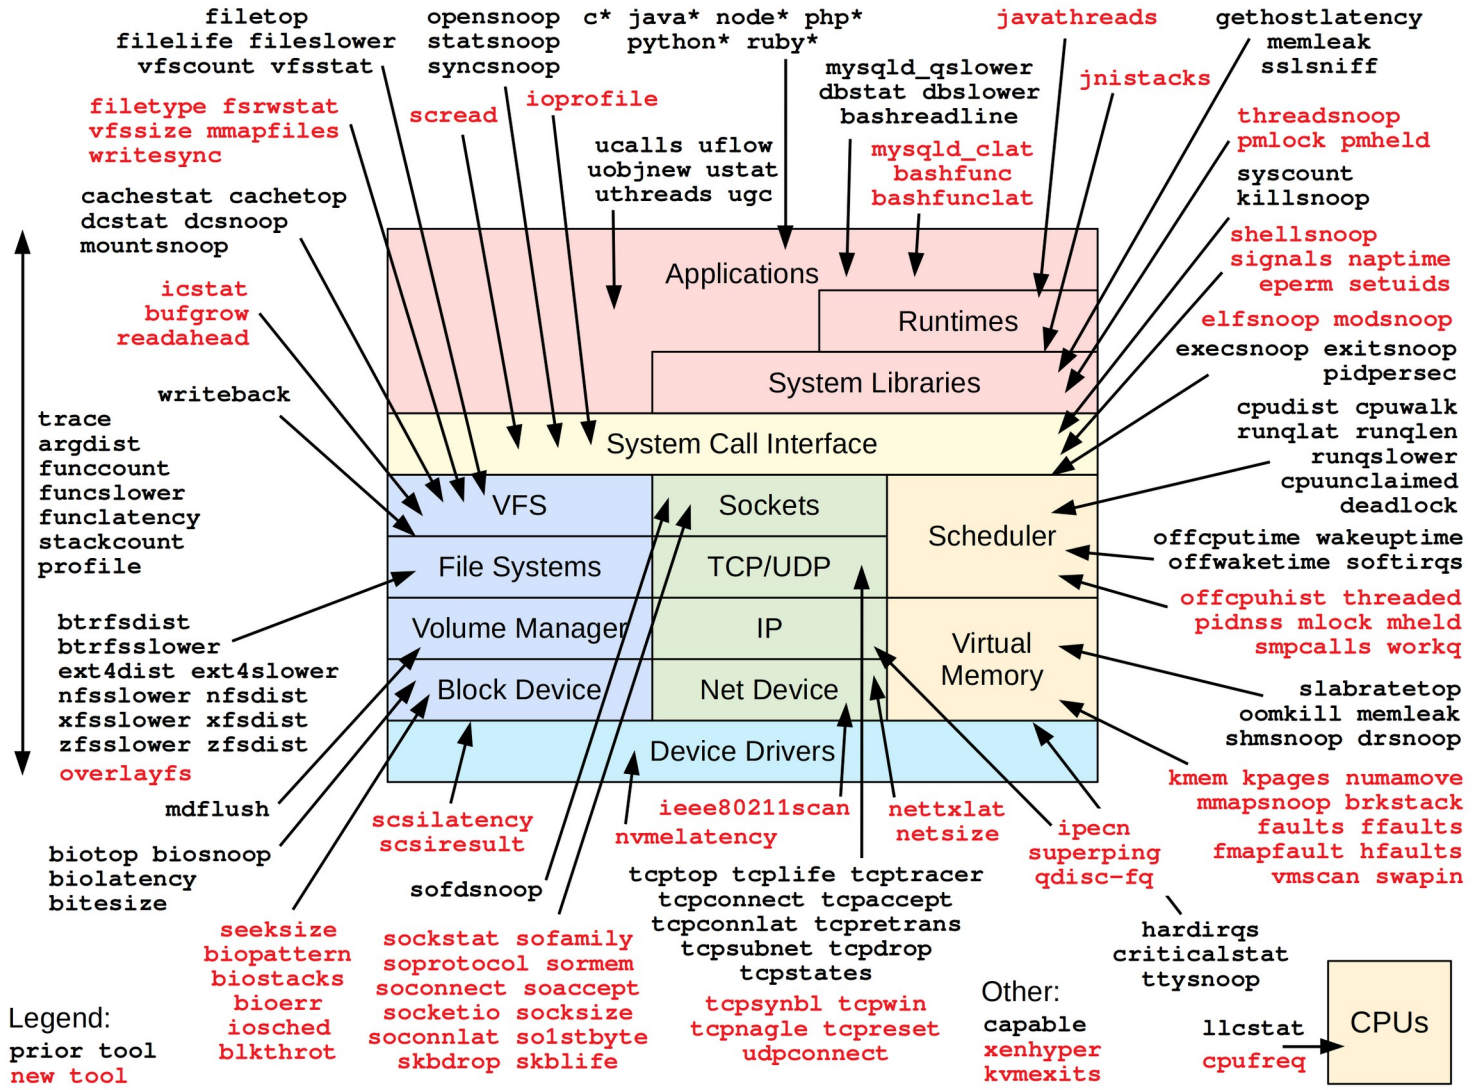 filetop
filelife fileslower
vfscount vfsstat
filetype fsrwstat
vfssize mmapfiles
writesync
cachestat cachetop
dcstat dcsnoop
mountsnoop
icstat
bufgrow
readahead
writeback
trace
argdist
funccount
funcslower
funclatency
stackcount
profile
btrfsdist
btrfsslower
ext4dist ext4slower
nfsslower nfsdist
xfsslower xfsdist
zfsslower zfsdist
overlayfs
mdflush
biotop biosnoop
biolatency
bitesize
seeksize
biopattern
biostacks
bioerr
iosched
blkthrot
Legend:
prior tool
new tool
opensnoop
statsnoop
syncsnoop
scread
ioprofile
c* java* node* php*
python* ruby*
ucalls uflow
uobjnew ustat
uthreads ugc
mysqld_qslower
dbstat dbslower
bashreadline
mysqld_clat
bashfunc
bashfunclat
javathreads
jnistacks
gethostlatency
memleak
sslsniff
threadsnoop
pmlock pmheld
syscount
killsnoop
shellsnoop
signals naptime
eperm setuids
elfsnoop modsnoop
execsnoop exitsnoop
pidpersec
cpudist cpuwalk
runqlat runqlen
runqslower
cpuunclaimed
deadlock
offcputime wakeuptime
offwaketime softirqs
offcpuhist threaded
pidnss mlock mheld
smpcalls workq
slabratetop
oomkill memleak
shmsnoop drsnoop
kmem kpages numamove
mmapsnoop brkstack
faults ffaults
fmapfault hfaults
vmscan swapin
Applications
Runtimes
System Libraries
System Call Interface
VFS
Sockets
Scheduler
File Systems
TCP/UDP
Volume Manager
IP
Virtual
Memory
Block Device
Net Device
Device Drivers
scsilatency
scsiresult
nvmelatency
ieee80211scan
nettxlat
netsize
ipecn
superping
qdisc-fq
sofdsnoop
sockstat sofamily
soprotocol sormem
soconnect soaccept
socketio socksize
soconnlat so1stbyte
skbdrop skblife
tcptop tcplife tcptracer
tcpconnect tcpaccept
tcpconnlat tcpretrans
tcpsubnet tcpdrop
tcpstates
tcpsynbl tcpwin
tcpnagle tcpreset
udpconnect
hardirqs
criticalstat
ttysnoop
Other:
capable
xenhyper
kvmexits
llcstat
cpufreq
CPUs